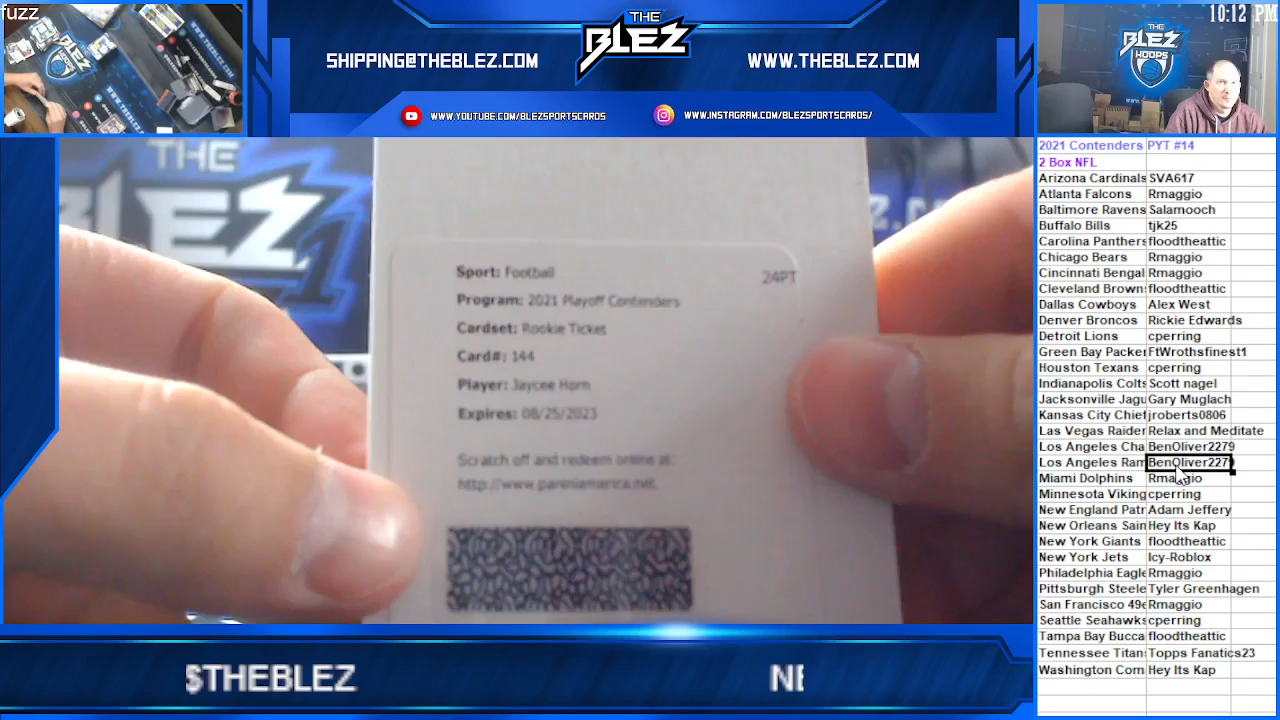 fuzz
SHIPPING@THEBLEZ.COM
THE
BLEZ
WWW.THEBLEZ.COM
WWW.YOUTUBE.COM/BLEZSPORTSCARDS
WWW.INSTAGRAM.COM/BLEZSPORTSCARDS/
10:12 PM
THE
BLEZ
HOOPS
THE
BLEZ
Sport: Football
24PT
Program: 2021 Playoff Contenders
Cardset: Rookie Ticket
Card#: 144
Player: Jaycee Horn
Expires: 08/25/2023
Scratch off and redeem online at:
http://www.paniniamerica.net.
2021 Contenders PYT #14
2 Box NFL
Arizona Cardinals SVA617
Atlanta Falcons Rmaggio
Baltimore Ravens Salamooch
Buffalo Bills tjk25
Carolina Panthers floodtheattic
Chicago Bears Rmaggio
Cincinnati Bengal Rmaggio
Cleveland Browns floodtheattic
Dallas Cowboys Alex West
Denver Broncos Rickie Edwards
Detroit Lions cperring
Green Bay Packer FtWrothsfinest1
Houston Texans cperring
Indianapolis Colts Scott nagel
Jacksonville Jagu Gary Muglach
Kansas City Chief jroberts0806
Las Vegas Raider Relax and Meditate
Los Angeles Cha BenOliver2279
Los Angeles Ram BenOliver2279
Miami Dolphins Rmaggio
Minnesota Viking cperring
New England Patr Adam Jeffery
New Orleans Sain Hey Its Kap
New York Giants floodtheattic
New York Jets Icy-Roblox
Philadelphia Eagle Rmaggio
Pittsburgh Steele Tyler Greenhagen
San Francisco 49e Rmaggio
Seattle Seahawks cperring
Tampa Bay Bucca floodtheattic
Tennessee Titan Topps Fanatics23
Washington Com Hey Its Kap
$THEBLEZ
NE